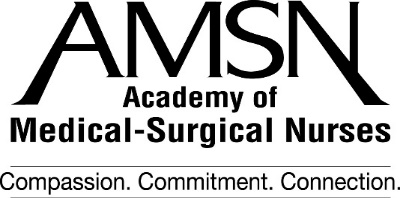 AMSN
Academy of
Medical-Surgical Nurses
Compassion. Commitment. Connection.